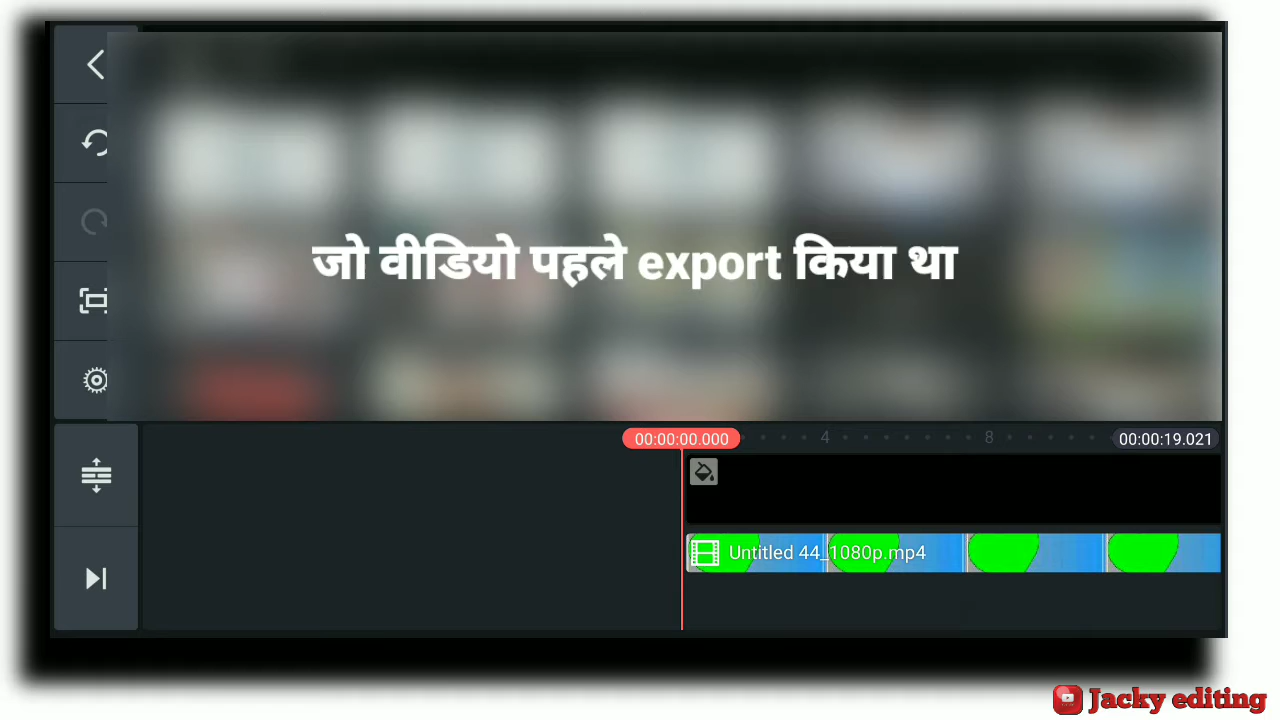 जो वीडियो पहले export किया था
00:00:00.000
4
8
00:00:19.021
Untitled 44_1080p.mp4
Jacky editing